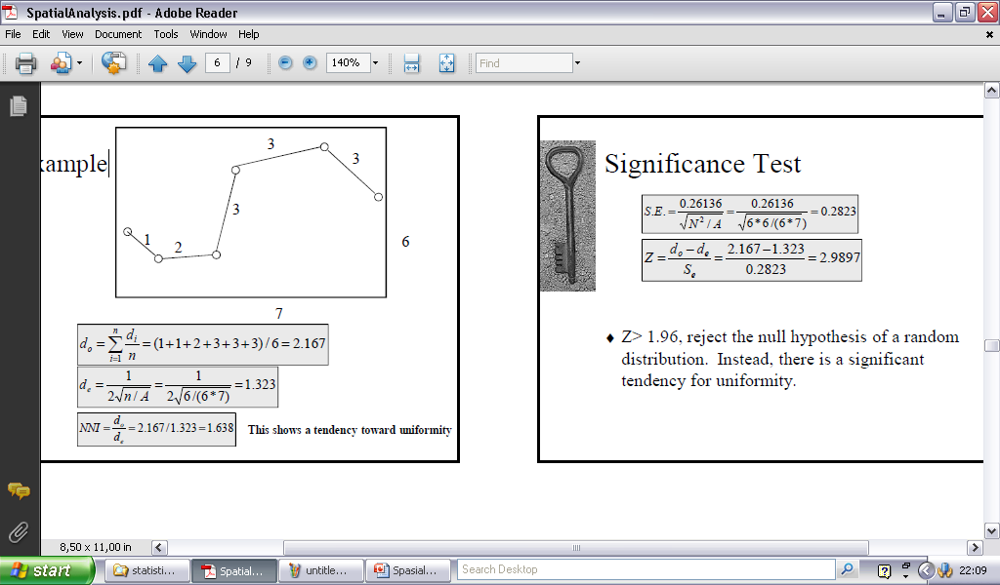 SpatialAnalysis.pdf - Adobe Reader
File Edit View Document Tools Window Help
6 / 9 140% Find
ample
3
3
3
1
2
6
7
d_o = \sum_{i=1}^{n} \frac{d_i}{n} = (1+1+2+3+3+3)/6 = 2.167
d_e = \frac{1}{2\sqrt{n/A}} = \frac{1}{2\sqrt{6/(6*7)}} = 1.323
NNI = \frac{d_o}{d_e} = 2.167/1.323 = 1.638
This shows a tendency toward uniformity
Significance Test
S.E. = \frac{0.26136}{\sqrt{N^2/A}} = \frac{0.26136}{\sqrt{6*6/(6*7)}} = 0.2823
Z = \frac{d_o - d_e}{S_e} = \frac{2.167-1.323}{0.2823} = 2.9897
♦ Z> 1.96, reject the null hypothesis of a random
distribution. Instead, there is a significant
tendency for uniformity.
8,50 x 11,00 in
start statisti... Spatial... untitle... Spasial... Search Desktop 22:09